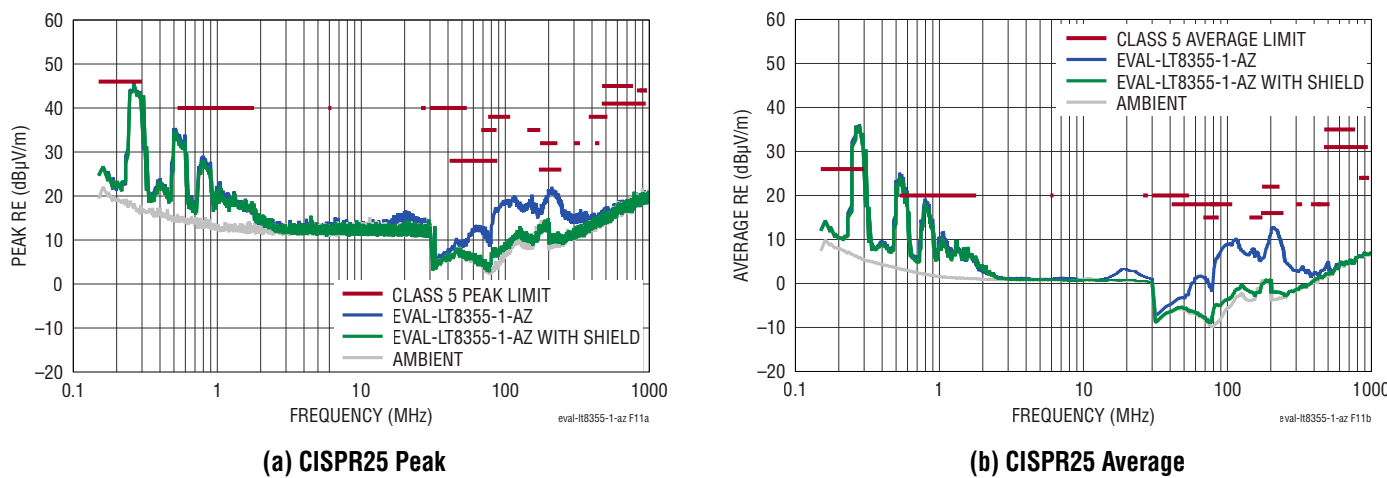 60
50
40
30
20
10
0
–10
–20
PEAK RE (dBµV/m)
CLASS 5 PEAK LIMIT
EVAL-LT8355-1-AZ
EVAL-LT8355-1-AZ WITH SHIELD
AMBIENT
0.1
1
10
100
1000
FREQUENCY (MHz)
eval-lt8355-1-az F11a
(a) CISPR25 Peak
60
50
40
30
20
10
0
–10
–20
AVERAGE RE (dBµV/m)
CLASS 5 AVERAGE LIMIT
EVAL-LT8355-1-AZ
EVAL-LT8355-1-AZ WITH SHIELD
AMBIENT
0.1
1
10
100
1000
FREQUENCY (MHz)
eval-lt8355-1-az F11b
(b) CISPR25 Average